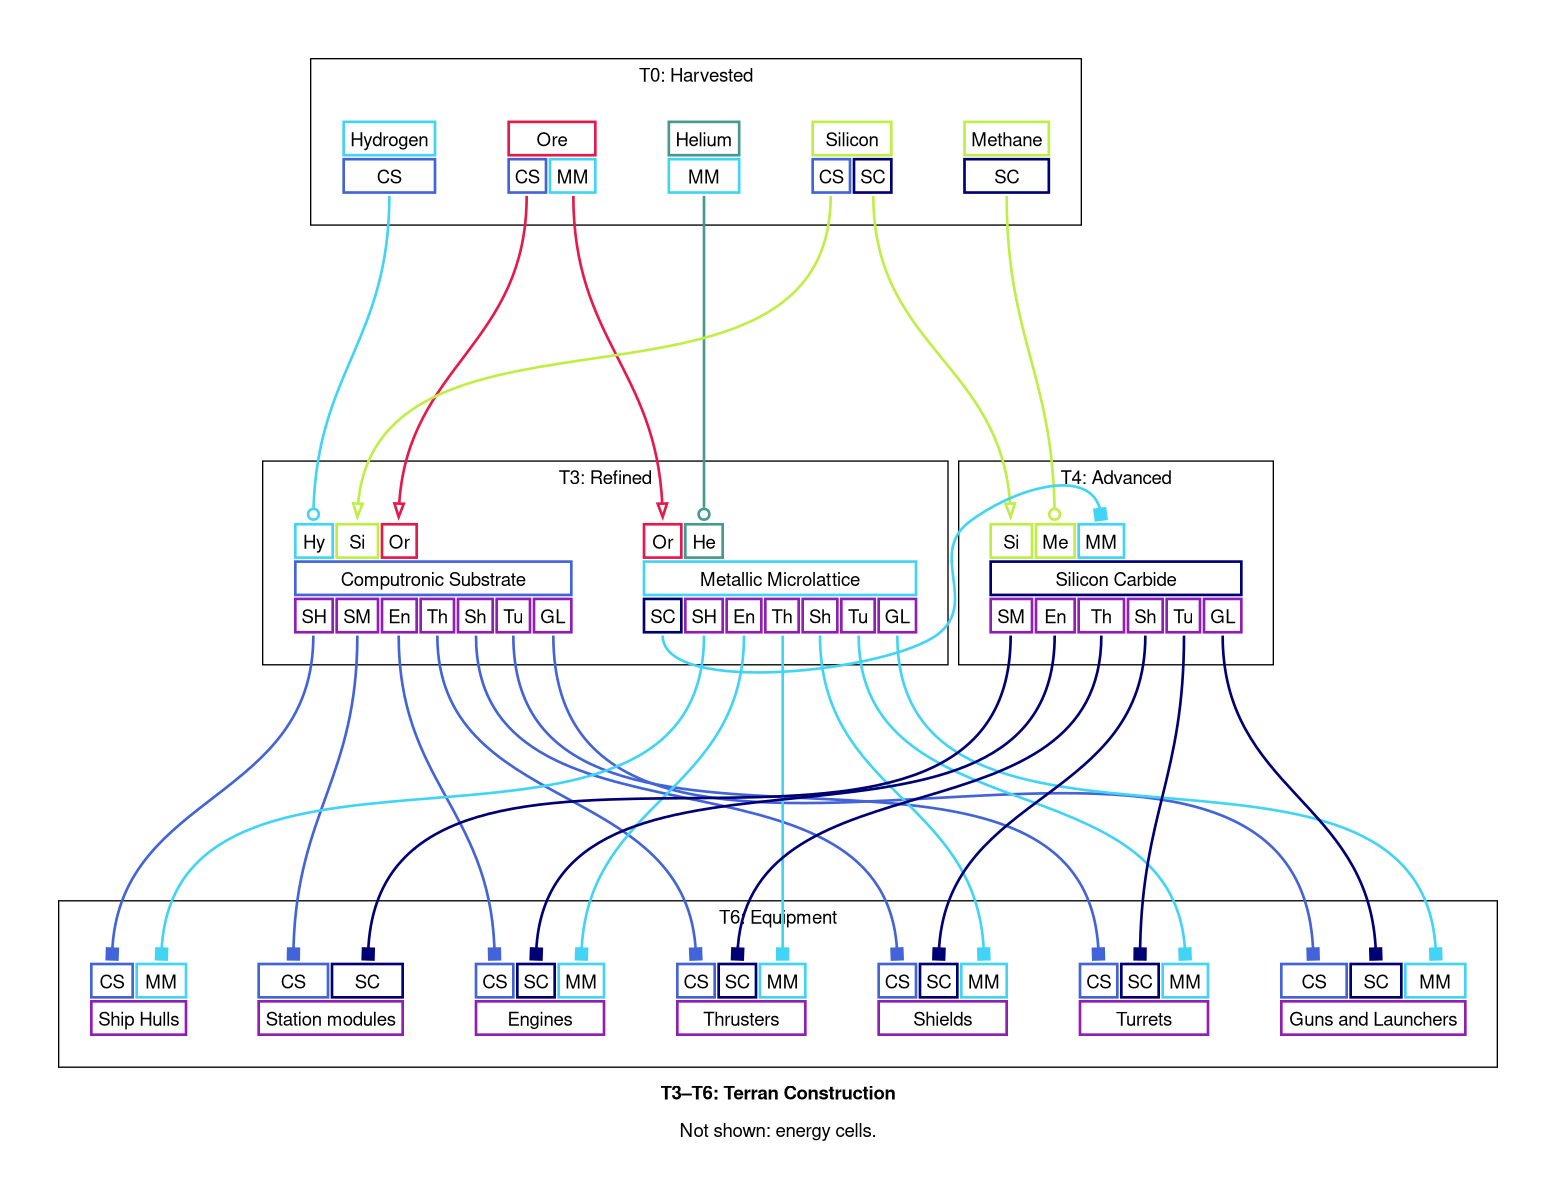 T0: Harvested
Hydrogen Ore Helium Silicon Methane
CS CS MM MM CS SC SC
T3: Refined T4: Advanced
Hy Si Or Or He Si Me MM
Computronic Substrate Metallic Microlattice Silicon Carbide
SH SM En Th Sh Tu GL SC SH En Th Sh Tu GL SM En Th Sh Tu GL
T6: Equipment
CS MM CS SC CS SC MM CS SC MM CS SC MM CS SC MM CS SC MM
Ship Hulls Station modules Engines Thrusters Shields Turrets Guns and Launchers
T3–T6: Terran Construction
Not shown: energy cells.